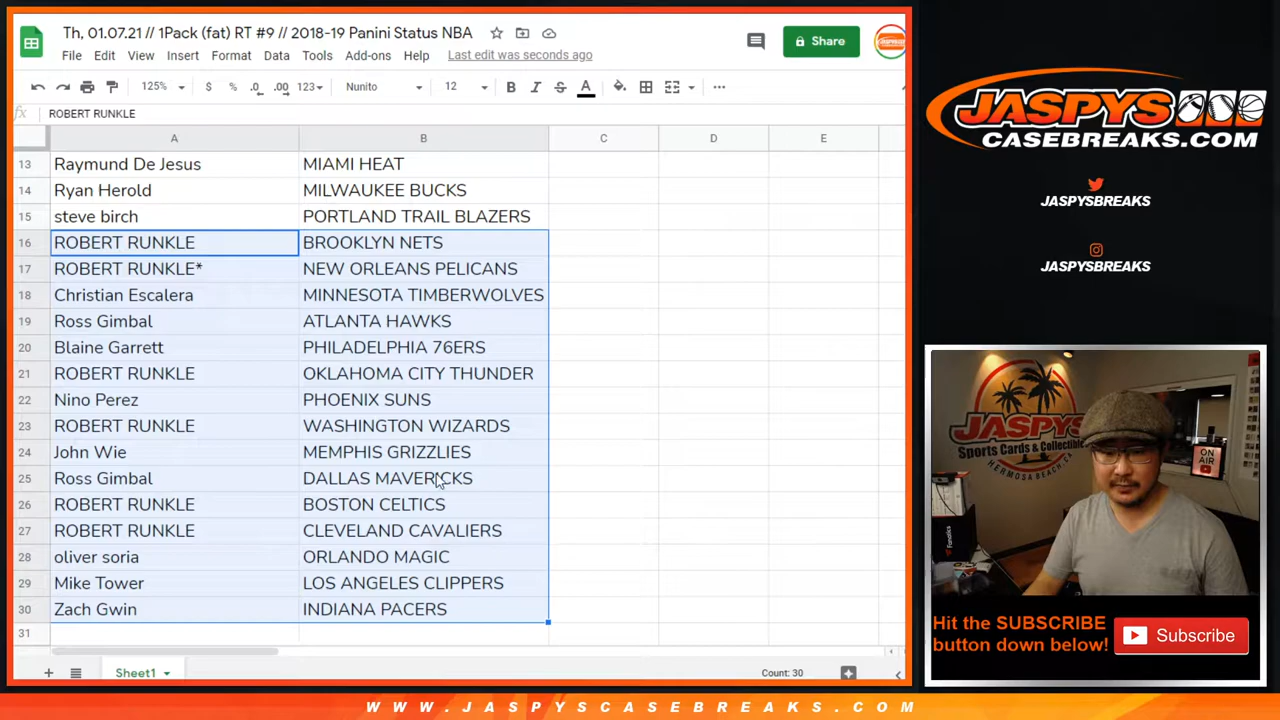 Th, 01.07.21 // 1Pack (fat) RT #9 // 2018-19 Panini Status NBA
File Edit View Insert Format Data Tools Add-ons Help Last edit was seconds ago
Share
125% $ % .0 .00 123 Nunito 12 B I S A
fx ROBERT RUNKLE
A B C D E
13 Raymund De Jesus MIAMI HEAT
14 Ryan Herold MILWAUKEE BUCKS
15 steve birch PORTLAND TRAIL BLAZERS
16 ROBERT RUNKLE BROOKLYN NETS
17 ROBERT RUNKLE* NEW ORLEANS PELICANS
18 Christian Escalera MINNESOTA TIMBERWOLVES
19 Ross Gimbal ATLANTA HAWKS
20 Blaine Garrett PHILADELPHIA 76ERS
21 ROBERT RUNKLE OKLAHOMA CITY THUNDER
22 Nino Perez PHOENIX SUNS
23 ROBERT RUNKLE WASHINGTON WIZARDS
24 John Wie MEMPHIS GRIZZLIES
25 Ross Gimbal DALLAS MAVERICKS
26 ROBERT RUNKLE BOSTON CELTICS
27 ROBERT RUNKLE CLEVELAND CAVALIERS
28 oliver soria ORLANDO MAGIC
29 Mike Tower LOS ANGELES CLIPPERS
30 Zach Gwin INDIANA PACERS
31
Sheet1 Count: 30
JASPYS
CASEBREAKS.COM
JASPYSBREAKS
JASPYSBREAKS
JASPYS
Sports Cards & Collectibles
HERMOSA BEACH, CA
ON AIR
Fanatics
Hit the SUBSCRIBE
button down below!
Subscribe
WWW.JASPYSCASEBREAKS.COM